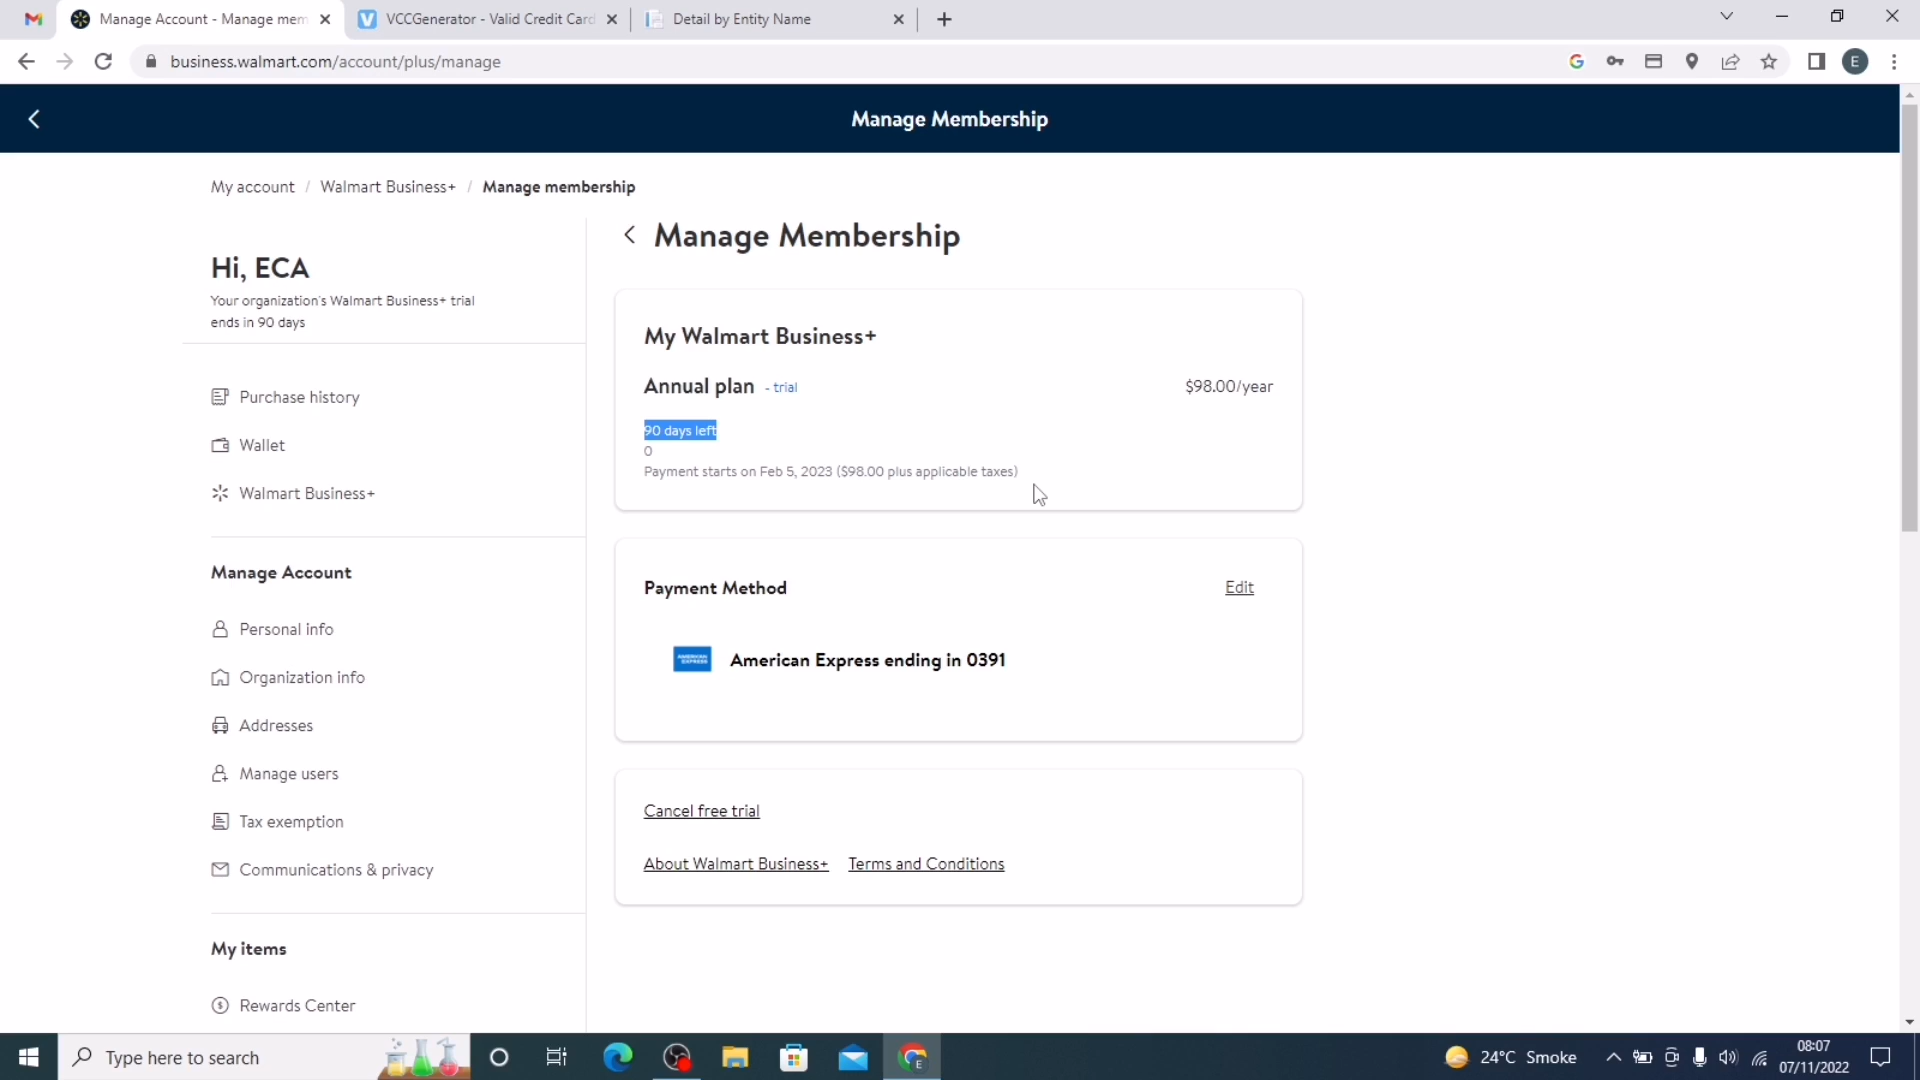 Manage Account - Manage mem
VCCGenerator - Valid Credit Card
Detail by Entity Name
business.walmart.com/account/plus/manage
E
Manage Membership
My account / Walmart Business+ / Manage membership
Manage Membership
Hi, ECA
Your organization's Walmart Business+ trial
ends in 90 days
Purchase history
Wallet
Walmart Business+
Manage Account
Personal info
Organization info
Addresses
Manage users
Tax exemption
Communications & privacy
My items
Rewards Center
My Walmart Business+
Annual plan - trial $98.00/year
90 days left
0
Payment starts on Feb 5, 2023 ($98.00 plus applicable taxes)
Payment Method Edit
AMERICAN
EXPRESS
American Express ending in 0391
Cancel free trial
About Walmart Business+ Terms and Conditions
Type here to search
24°C Smoke
08:07
07/11/2022